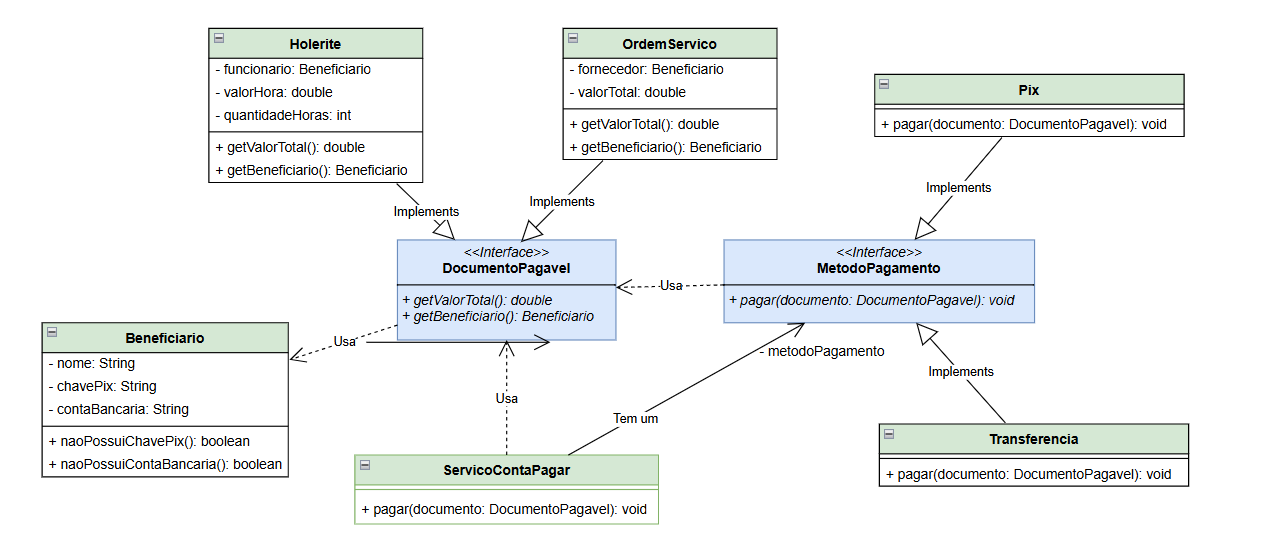 Holerite
- funcionario: Beneficiario
- valorHora: double
- quantidadeHoras: int
+ getValorTotal(): double
+ getBeneficiario(): Beneficiario
OrdemServico
- fornecedor: Beneficiario
- valorTotal: double
+ getValorTotal(): double
+ getBeneficiario(): Beneficiario
Pix
+ pagar(documento: DocumentoPagavel): void
Implements
Implements
Implements
<<Interface>>
DocumentoPagavel
+ getValorTotal(): double
+ getBeneficiario(): Beneficiario
Usa
<<Interface>>
MetodoPagamento
+ pagar(documento: DocumentoPagavel): void
Beneficiario
- nome: String
- chavePix: String
- contaBancaria: String
+ naoPossuiChavePix(): boolean
+ naoPossuiContaBancaria(): boolean
Usa
- metodoPagamento
Implements
Usa
Tem um
ServicoContaPagar
+ pagar(documento: DocumentoPagavel): void
Transferencia
+ pagar(documento: DocumentoPagavel): void